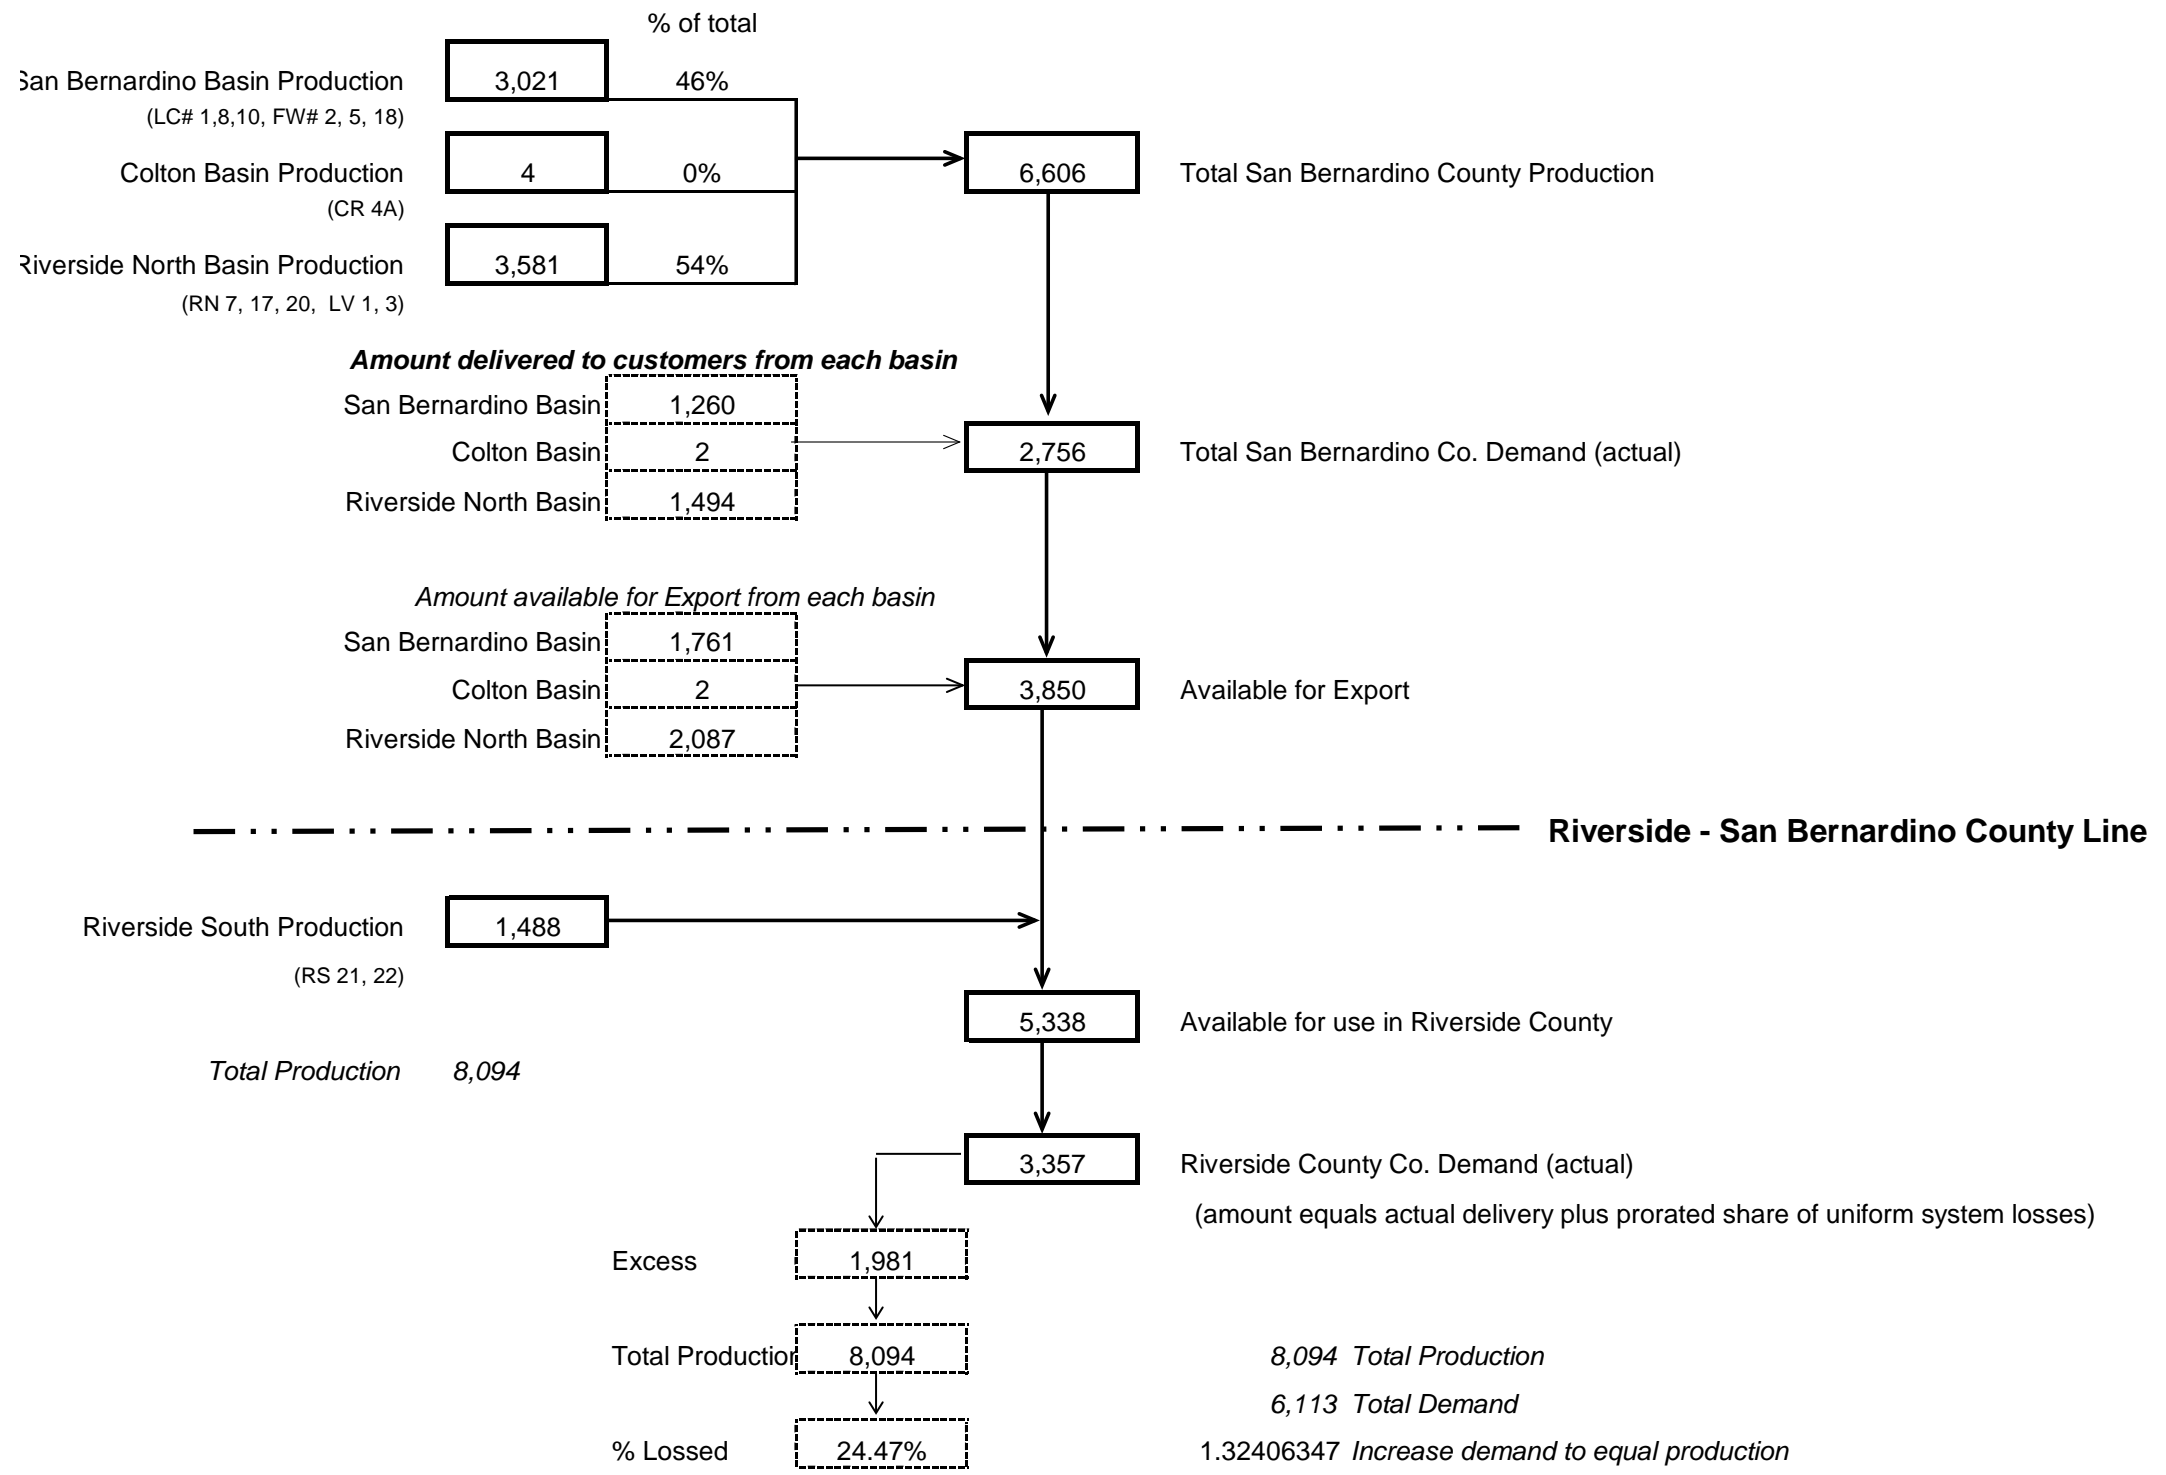 % of total
San Bernardino Basin Production 3,021 46%
(LC# 1,8,10, FW# 2, 5, 18)
Colton Basin Production 4 0% 6,606 Total San Bernardino County Production
(CR 4A)
Riverside North Basin Production 3,581 54%
(RN 7, 17, 20, LV 1, 3)
Amount delivered to customers from each basin
San Bernardino Basin 1,260
Colton Basin 2 2,756 Total San Bernardino Co. Demand (actual)
Riverside North Basin 1,494
Amount available for Export from each basin
San Bernardino Basin 1,761
Colton Basin 2 3,850 Available for Export
Riverside North Basin 2,087
Riverside - San Bernardino County Line
Riverside South Production 1,488
(RS 21, 22)
5,338 Available for use in Riverside County
Total Production 8,094
3,357 Riverside County Co. Demand (actual)
(amount equals actual delivery plus prorated share of uniform system losses)
Excess 1,981
Total Production 8,094 8,094 Total Production
6,113 Total Demand
% Lossed 24.47% 1.32406347 Increase demand to equal production